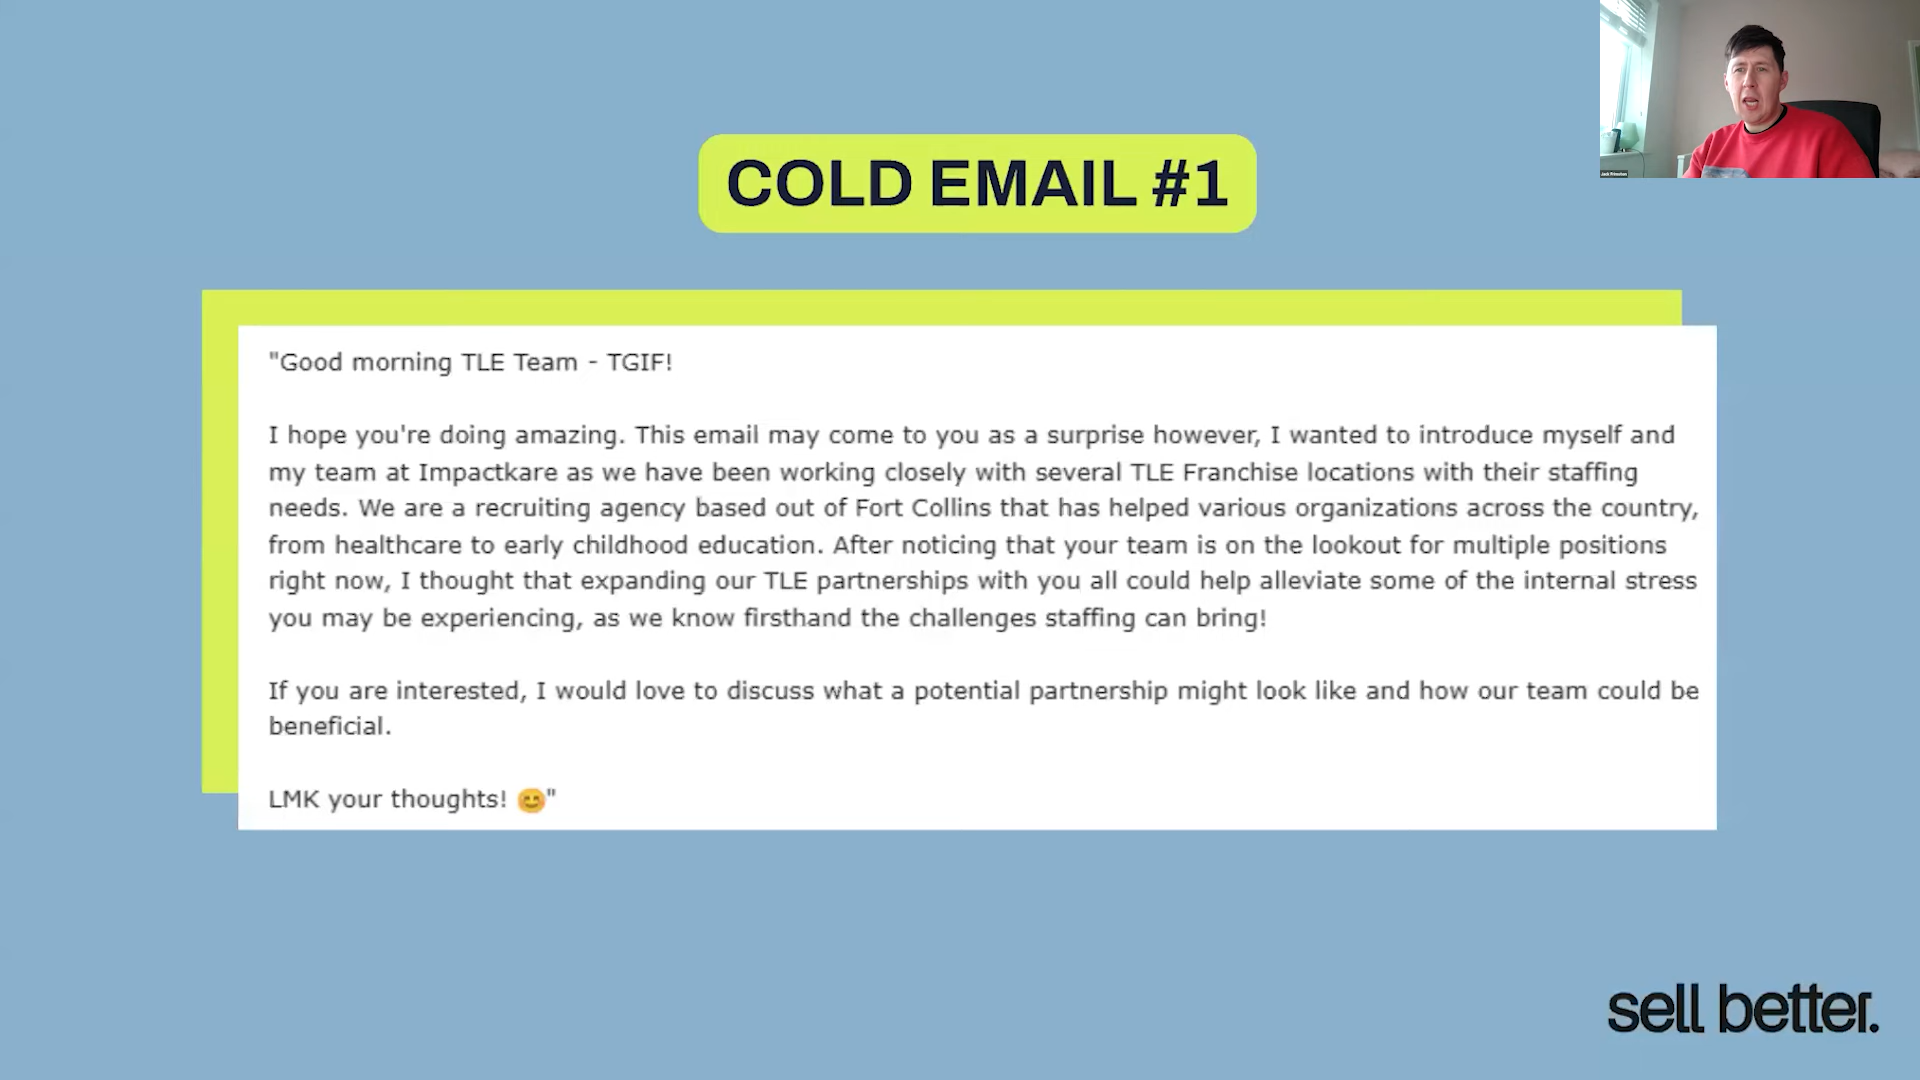 COLD EMAIL #1
"Good morning TLE Team - TGIF!
I hope you're doing amazing. This email may come to you as a surprise however, I wanted to introduce myself and
my team at Impactkare as we have been working closely with several TLE Franchise locations with their staffing
needs. We are a recruiting agency based out of Fort Collins that has helped various organizations across the country,
from healthcare to early childhood education. After noticing that your team is on the lookout for multiple positions
right now, I thought that expanding our TLE partnerships with you all could help alleviate some of the internal stress
you may be experiencing, as we know firsthand the challenges staffing can bring!
If you are interested, I would love to discuss what a potential partnership might look like and how our team could be
beneficial.
LMK your thoughts! 😊"
sell better.